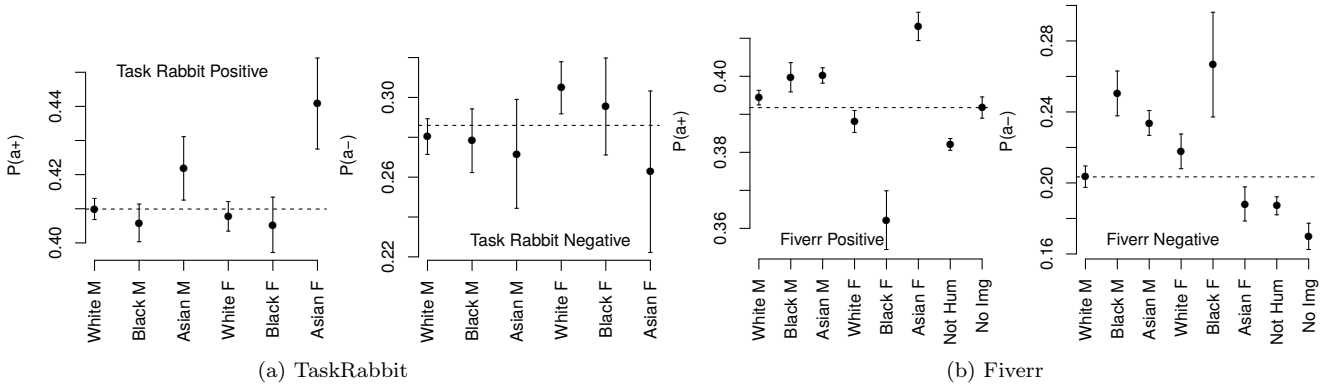 Task Rabbit Positive
P(a+)
0.44
0.42
0.40
White M
Black M
Asian M
White F
Black F
Asian F
Task Rabbit Negative
P(a−)
0.30
0.26
0.22
White M
Black M
Asian M
White F
Black F
Asian F
(a) TaskRabbit
Fiverr Positive
P(a+)
0.40
0.38
0.36
White M
Black M
Asian M
White F
Black F
Asian F
Not Hum
No Img
Fiverr Negative
P(a−)
0.28
0.24
0.20
0.16
White M
Black M
Asian M
White F
Black F
Asian F
Not Hum
No Img
(b) Fiverr